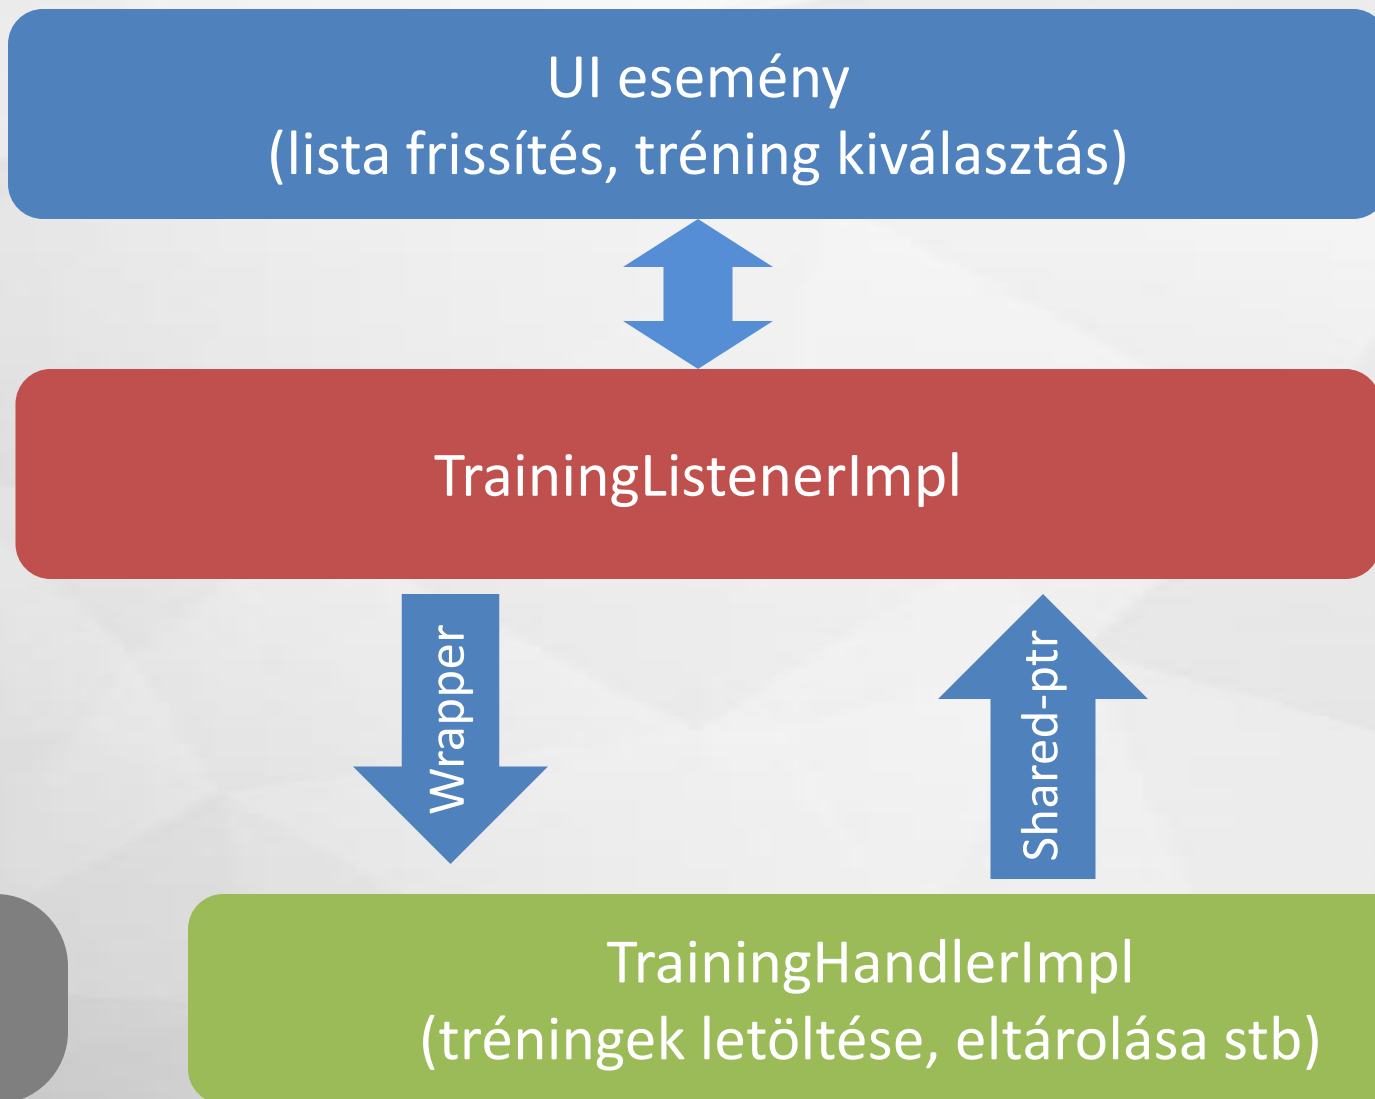 UI esemény
(lista frissítés, tréning kiválasztás)
TrainingListenerImpl
Wrapper
Shared-ptr
TrainingHandlerImpl
(tréningek letöltése, eltárolása stb)